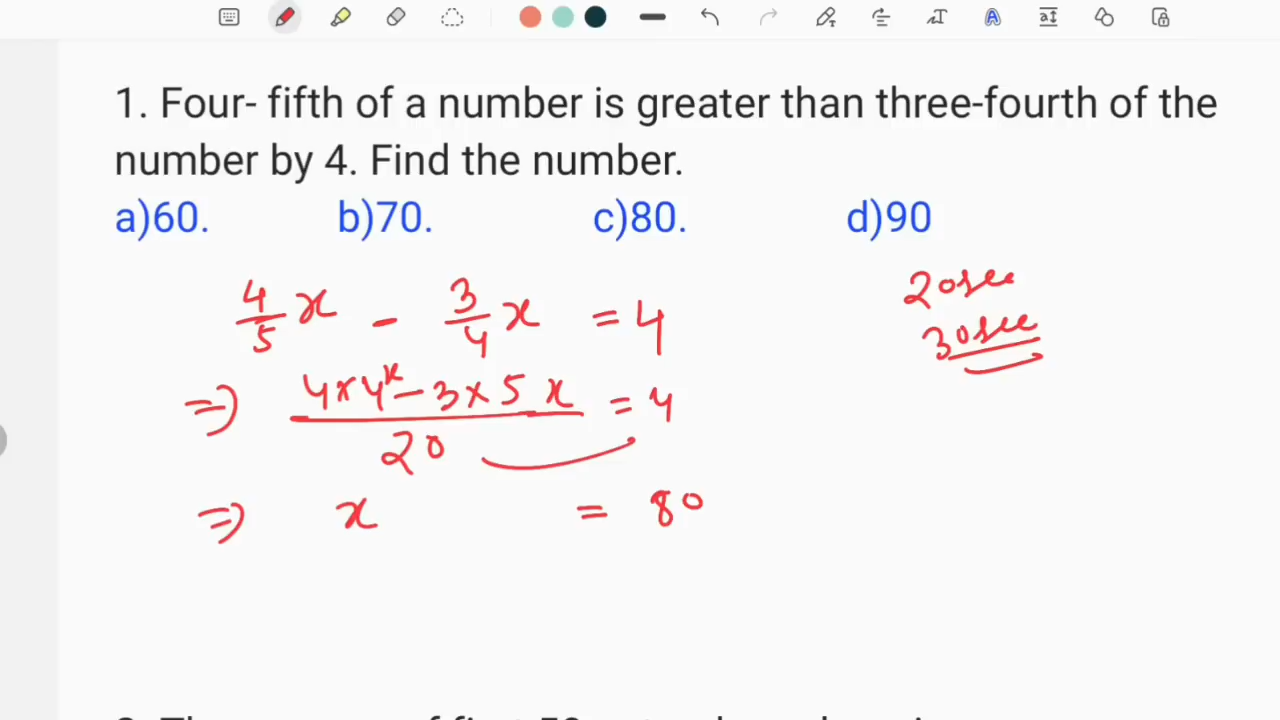 1. Four- fifth of a number is greater than three-fourth of the
number by 4. Find the number.
a)60. b)70. c)80. d)90
4/5 x - 3/4 x = 4
20sec
30sec
=> 4×4x - 3×5x / 20 = 4
=> x = 80